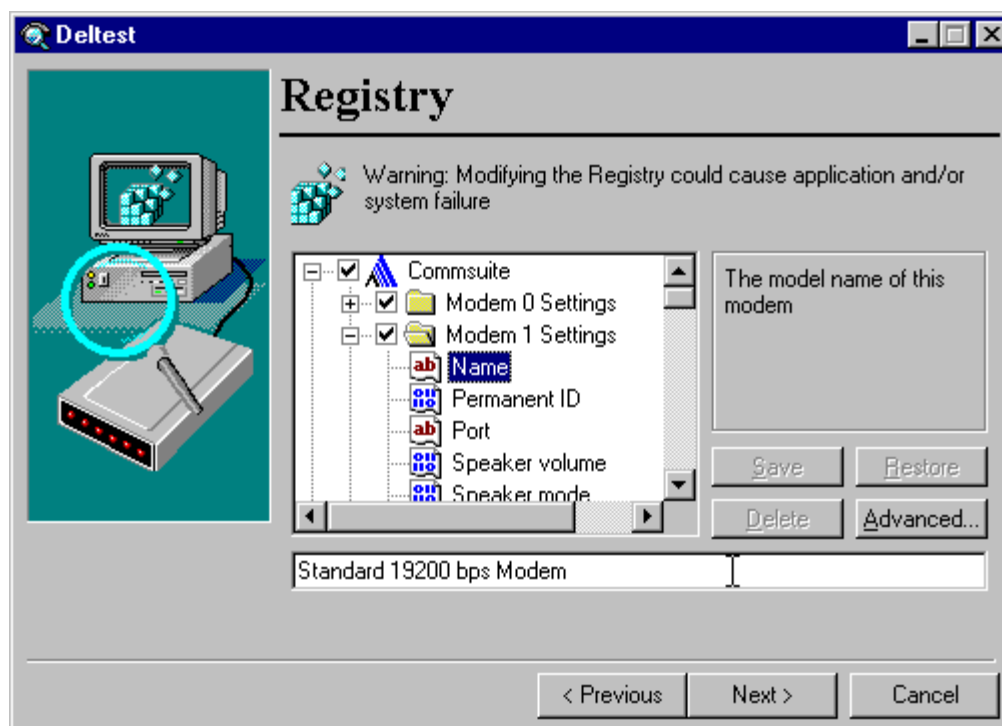 Deltest
Registry
Warning: Modifying the Registry could cause application and/or
system failure
Commsuite
Modem 0 Settings
Modem 1 Settings
Name
Permanent ID
Port
Speaker volume
Speaker mode
The model name of this
modem
Save
Restore
Delete
Advanced...
Standard 19200 bps Modem
< Previous
Next >
Cancel